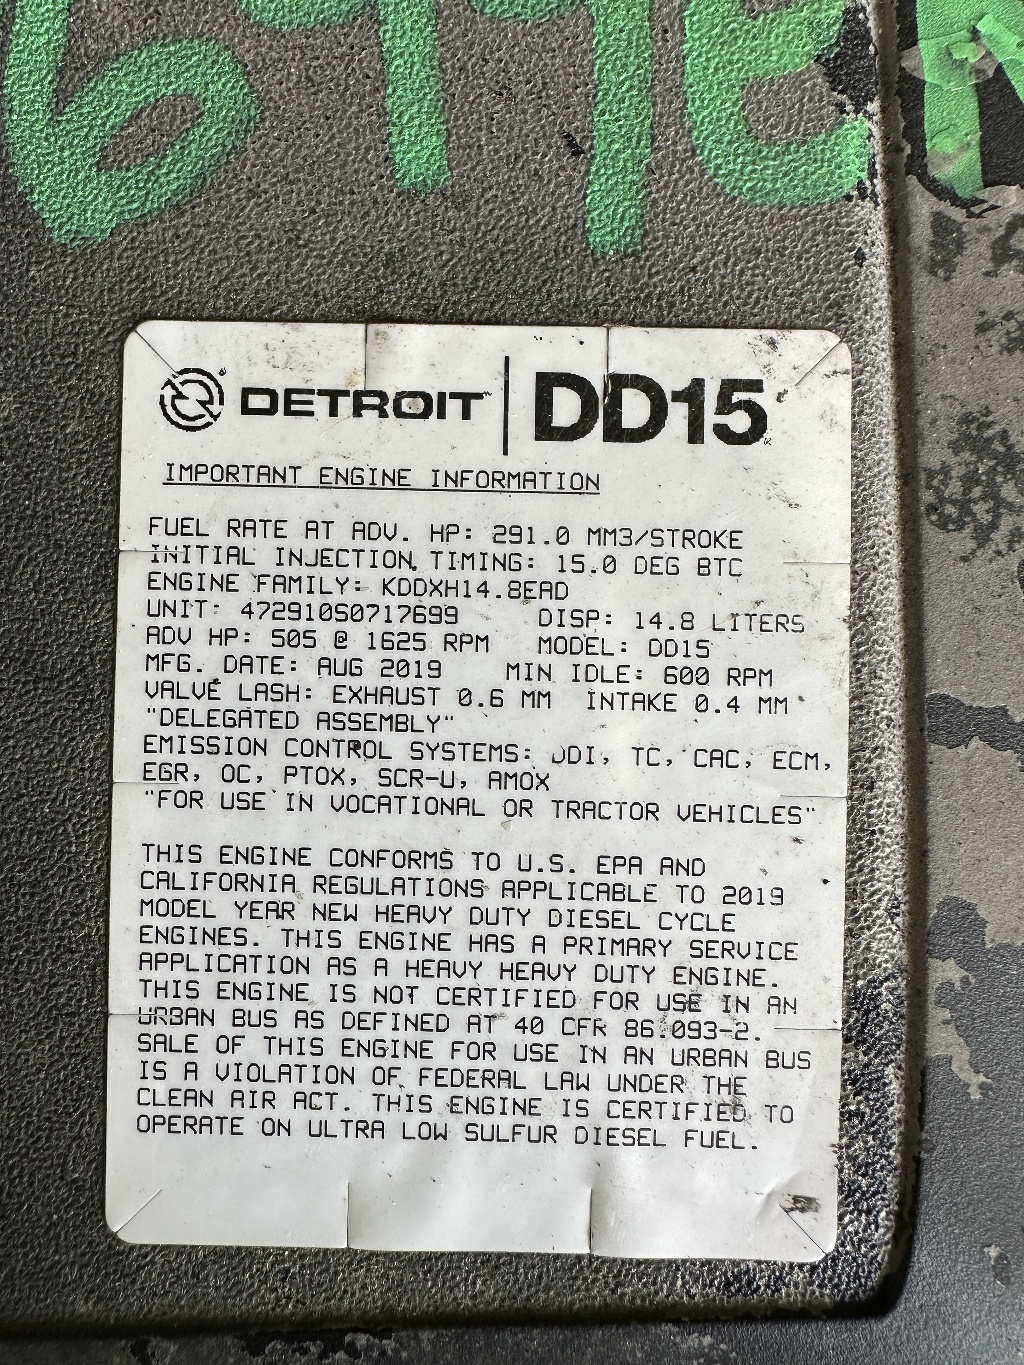 DETROIT | DD15
IMPORTANT ENGINE INFORMATION
FUEL RATE AT ADV. HP: 291.0 MM3/STROKE
INITIAL INJECTION TIMING: 15.0 DEG BTC
ENGINE FAMILY: KDDXH14.8EAD
UNIT: 472910S0717699 DISP: 14.8 LITERS
ADV HP: 505 @ 1625 RPM MODEL: DD15
MFG. DATE: AUG 2019 MIN IDLE: 600 RPM
VALVE LASH: EXHAUST 0.6 MM INTAKE 0.4 MM
"DELEGATED ASSEMBLY"
EMISSION CONTROL SYSTEMS: DDI, TC, CAC, ECM,
EGR, OC, PTOX, SCR-U, AMOX
"FOR USE IN VOCATIONAL OR TRACTOR VEHICLES"
THIS ENGINE CONFORMS TO U.S. EPA AND
CALIFORNIA REGULATIONS APPLICABLE TO 2019
MODEL YEAR NEW HEAVY DUTY DIESEL CYCLE
ENGINES. THIS ENGINE HAS A PRIMARY SERVICE
APPLICATION AS A HEAVY HEAVY DUTY ENGINE.
THIS ENGINE IS NOT CERTIFIED FOR USE IN AN
URBAN BUS AS DEFINED AT 40 CFR 86.093-2.
SALE OF THIS ENGINE FOR USE IN AN URBAN BUS
IS A VIOLATION OF FEDERAL LAW UNDER THE
CLEAN AIR ACT. THIS ENGINE IS CERTIFIED TO
OPERATE ON ULTRA LOW SULFUR DIESEL FUEL.